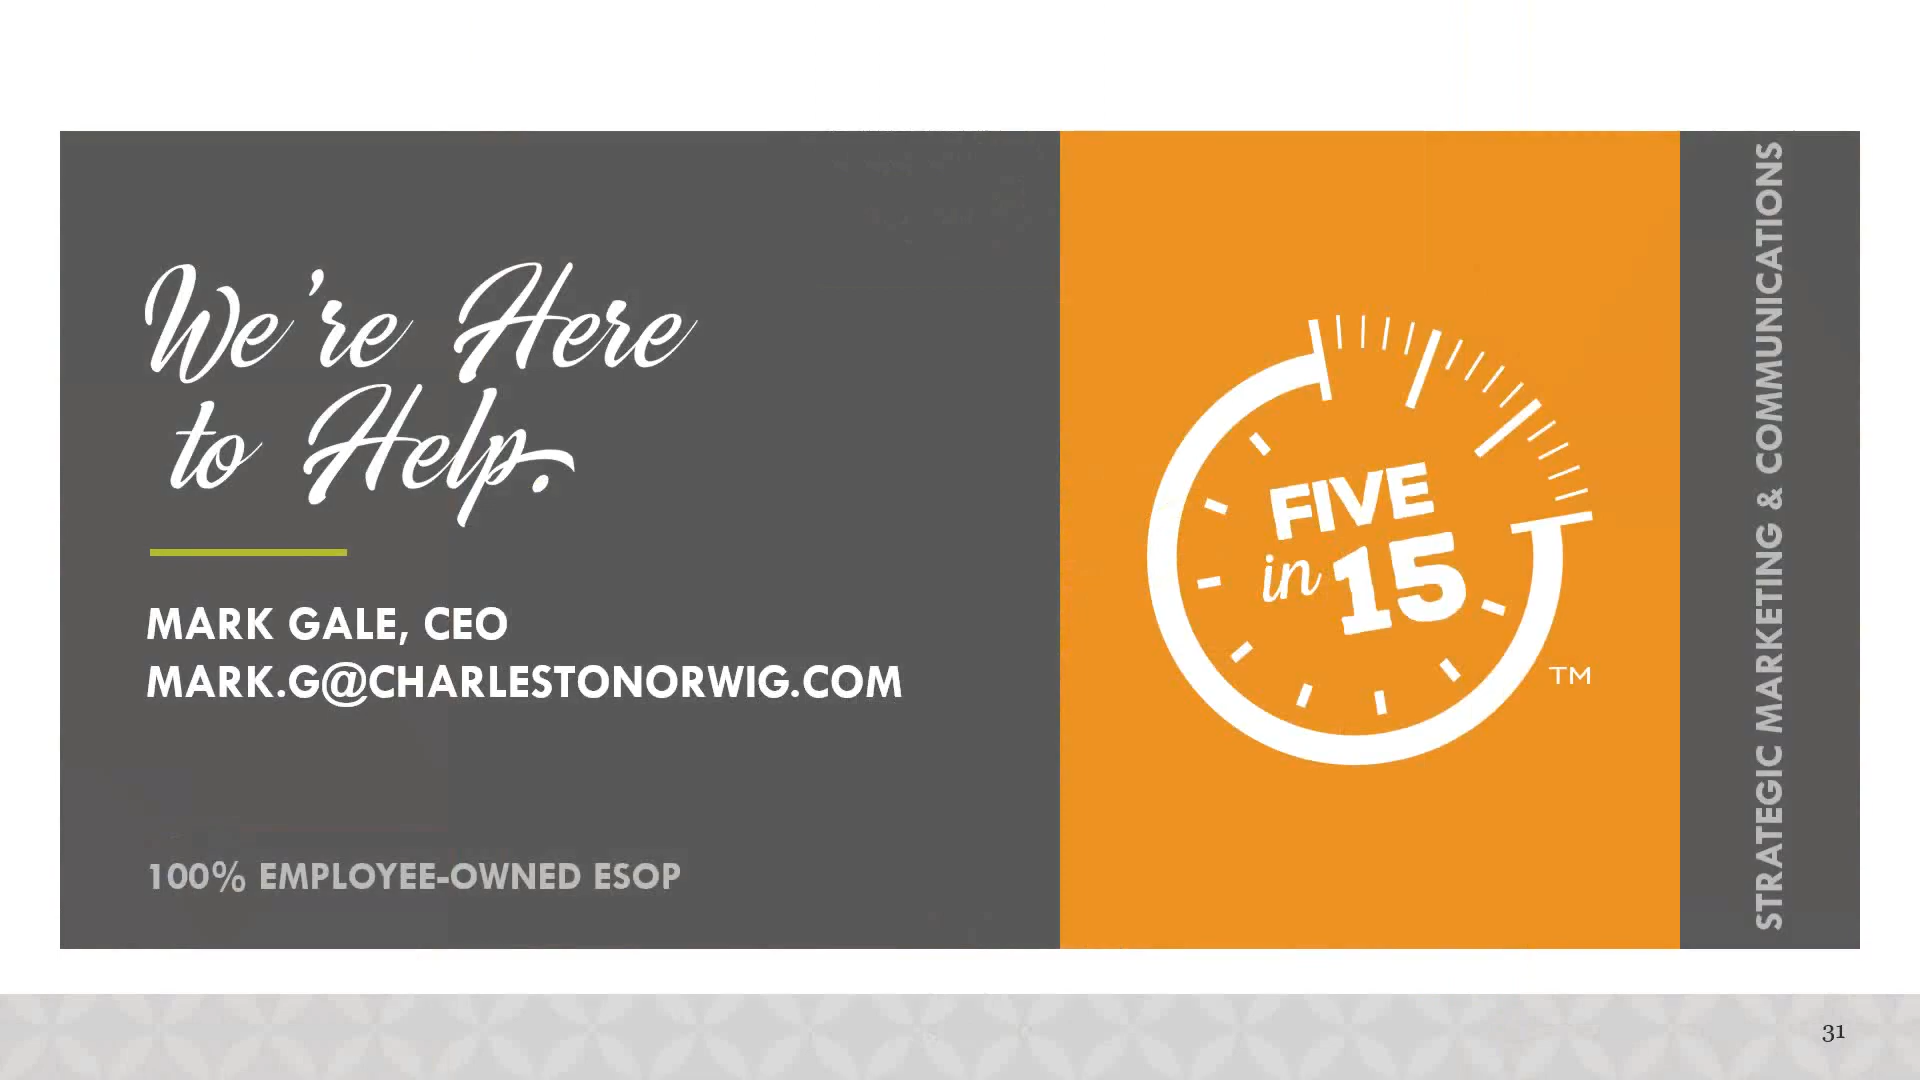 We're Here
to Help.
MARK GALE, CEO
MARK.G@CHARLESTONORWIG.COM
100% EMPLOYEE-OWNED ESOP
FIVE
in 15
TM
STRATEGIC MARKETING & COMMUNICATIONS
31